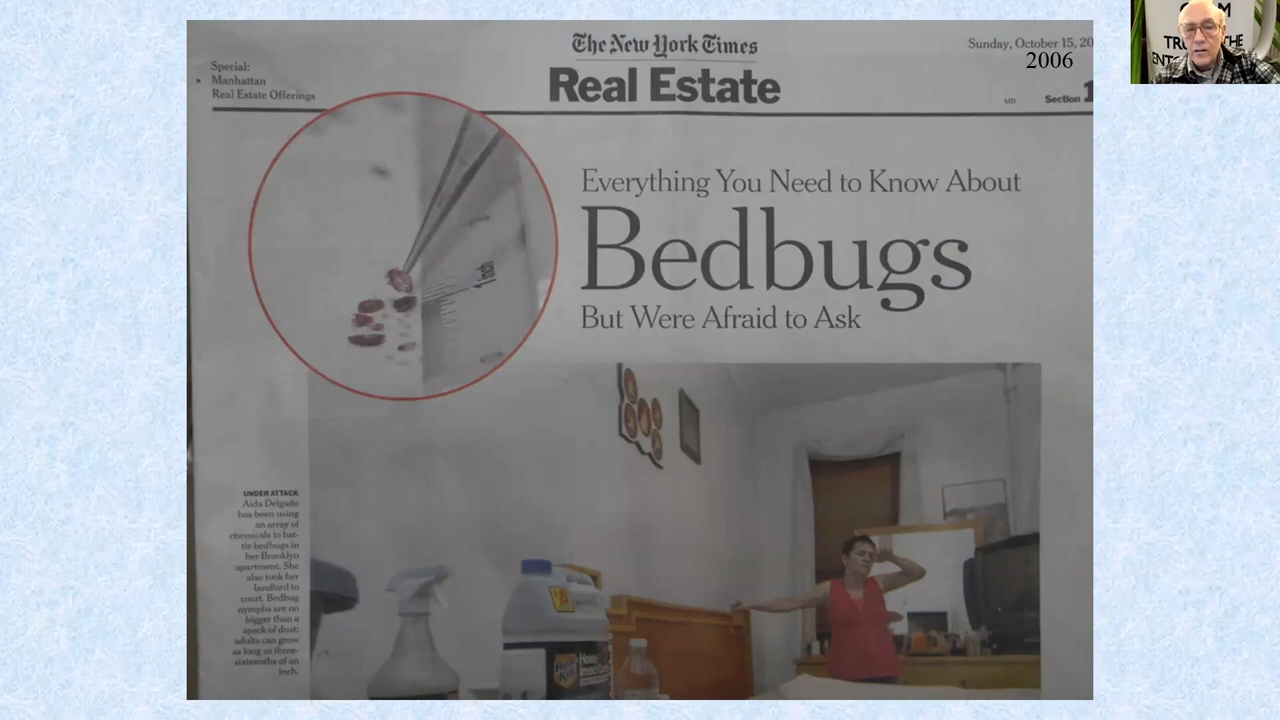 The New York Times
Real Estate
Special:
Manhattan
Real Estate Offerings
Sunday, October 15, 20
2006
Section 1
Everything You Need to Know About
Bedbugs
But Were Afraid to Ask
1 inch
UNDER ATTACK
Aida Delgado
has been using
an array of
chemicals to bat-
tle bedbugs in
her Brooklyn
apartment. She
also took her
landlord to
court. Bedbug
nymphs are no
bigger than a
speck of dust;
adults can grow
as long as three-
sixteenths of an
inch.